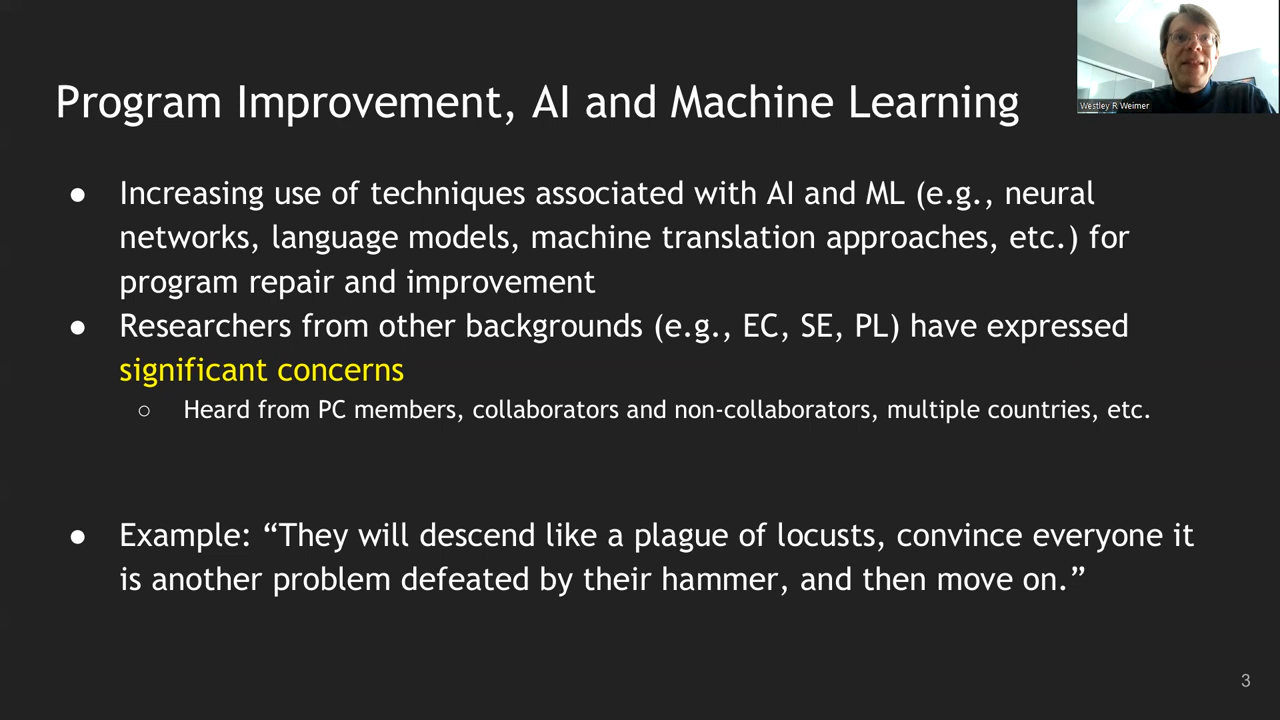 Westley R Weimer
Program Improvement, AI and Machine Learning
● Increasing use of techniques associated with AI and ML (e.g., neural
networks, language models, machine translation approaches, etc.) for
program repair and improvement
● Researchers from other backgrounds (e.g., EC, SE, PL) have expressed
significant concerns
○ Heard from PC members, collaborators and non-collaborators, multiple countries, etc.
● Example: “They will descend like a plague of locusts, convince everyone it
is another problem defeated by their hammer, and then move on.”
3